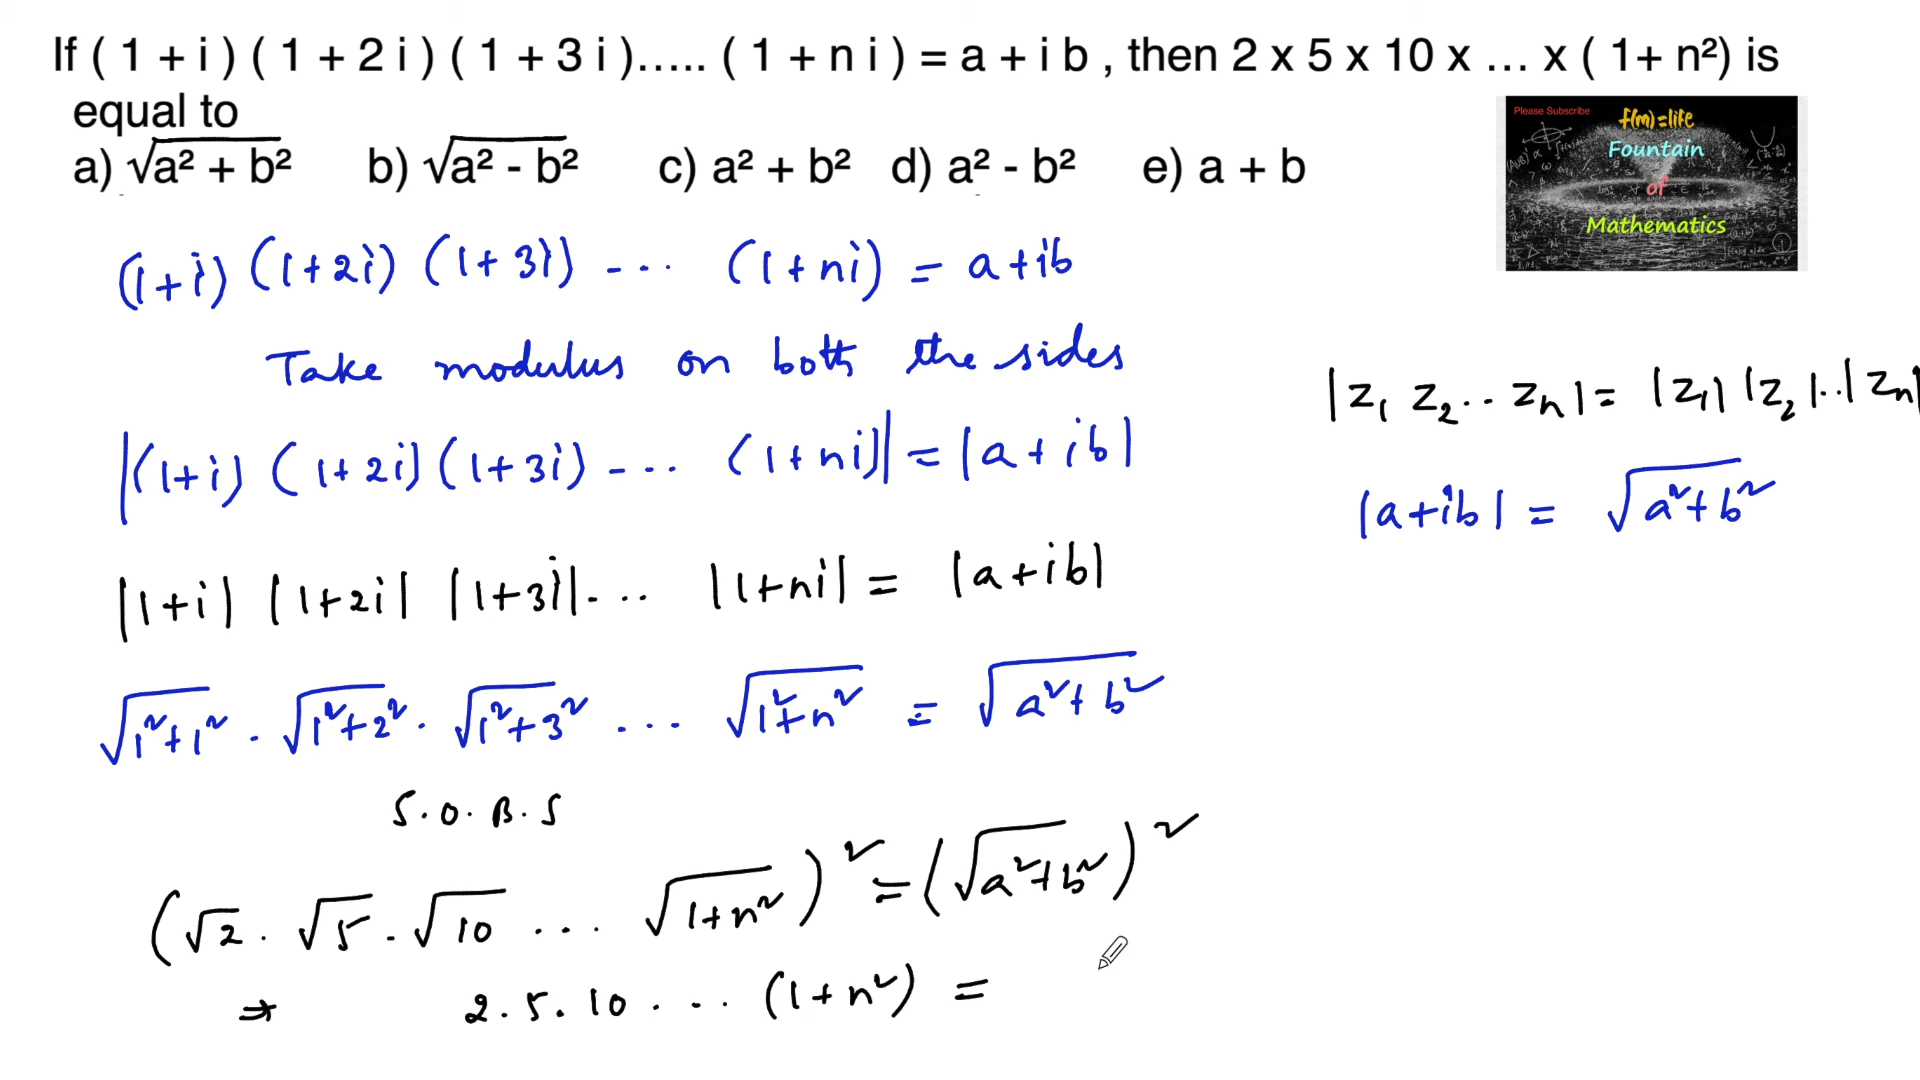 If ( 1 + i ) ( 1 + 2 i ) ( 1 + 3 i )..... ( 1 + n i ) = a + i b , then 2 x 5 x 10 x ... x ( 1+ n²) is
equal to
a) √a² + b² b) √a² - b² c) a² + b² d) a² - b² e) a + b
Please Subscribe
f(m)=life
Fountain
of
Mathematics
(1+i) (1+2i) (1+3i) --- (1+ni) = a+ib
Take modulus on both the sides
|(1+i) (1+2i) (1+3i) --.. (1+ni)| = |a+ib|
|z₁ z₂ .. zn| = |z₁| |z₂|..|zn|
|a+ib| = √a²+b²
|1+i| |1+2i| |1+3i|... |1+ni| = |a+ib|
√1²+1² . √1²+2² . √1²+3² ... √1²+n² = √a²+b²
S.O.B.S
(√2 . √5 . √10 ... √1+n²)² = (√a²+b²)²
⇒ 2.5.10 .... (1+n²) =